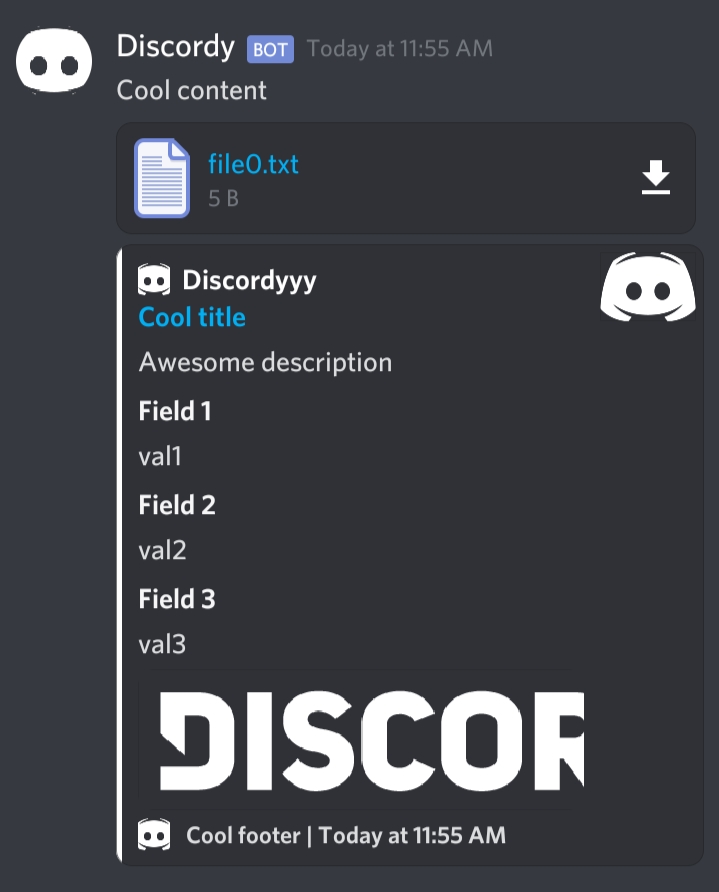 Discordy BOT Today at 11:55 AM
Cool content
file0.txt
5 B
Discordyyy
Cool title
Awesome description
Field 1
val1
Field 2
val2
Field 3
val3
DISCOR
Cool footer | Today at 11:55 AM